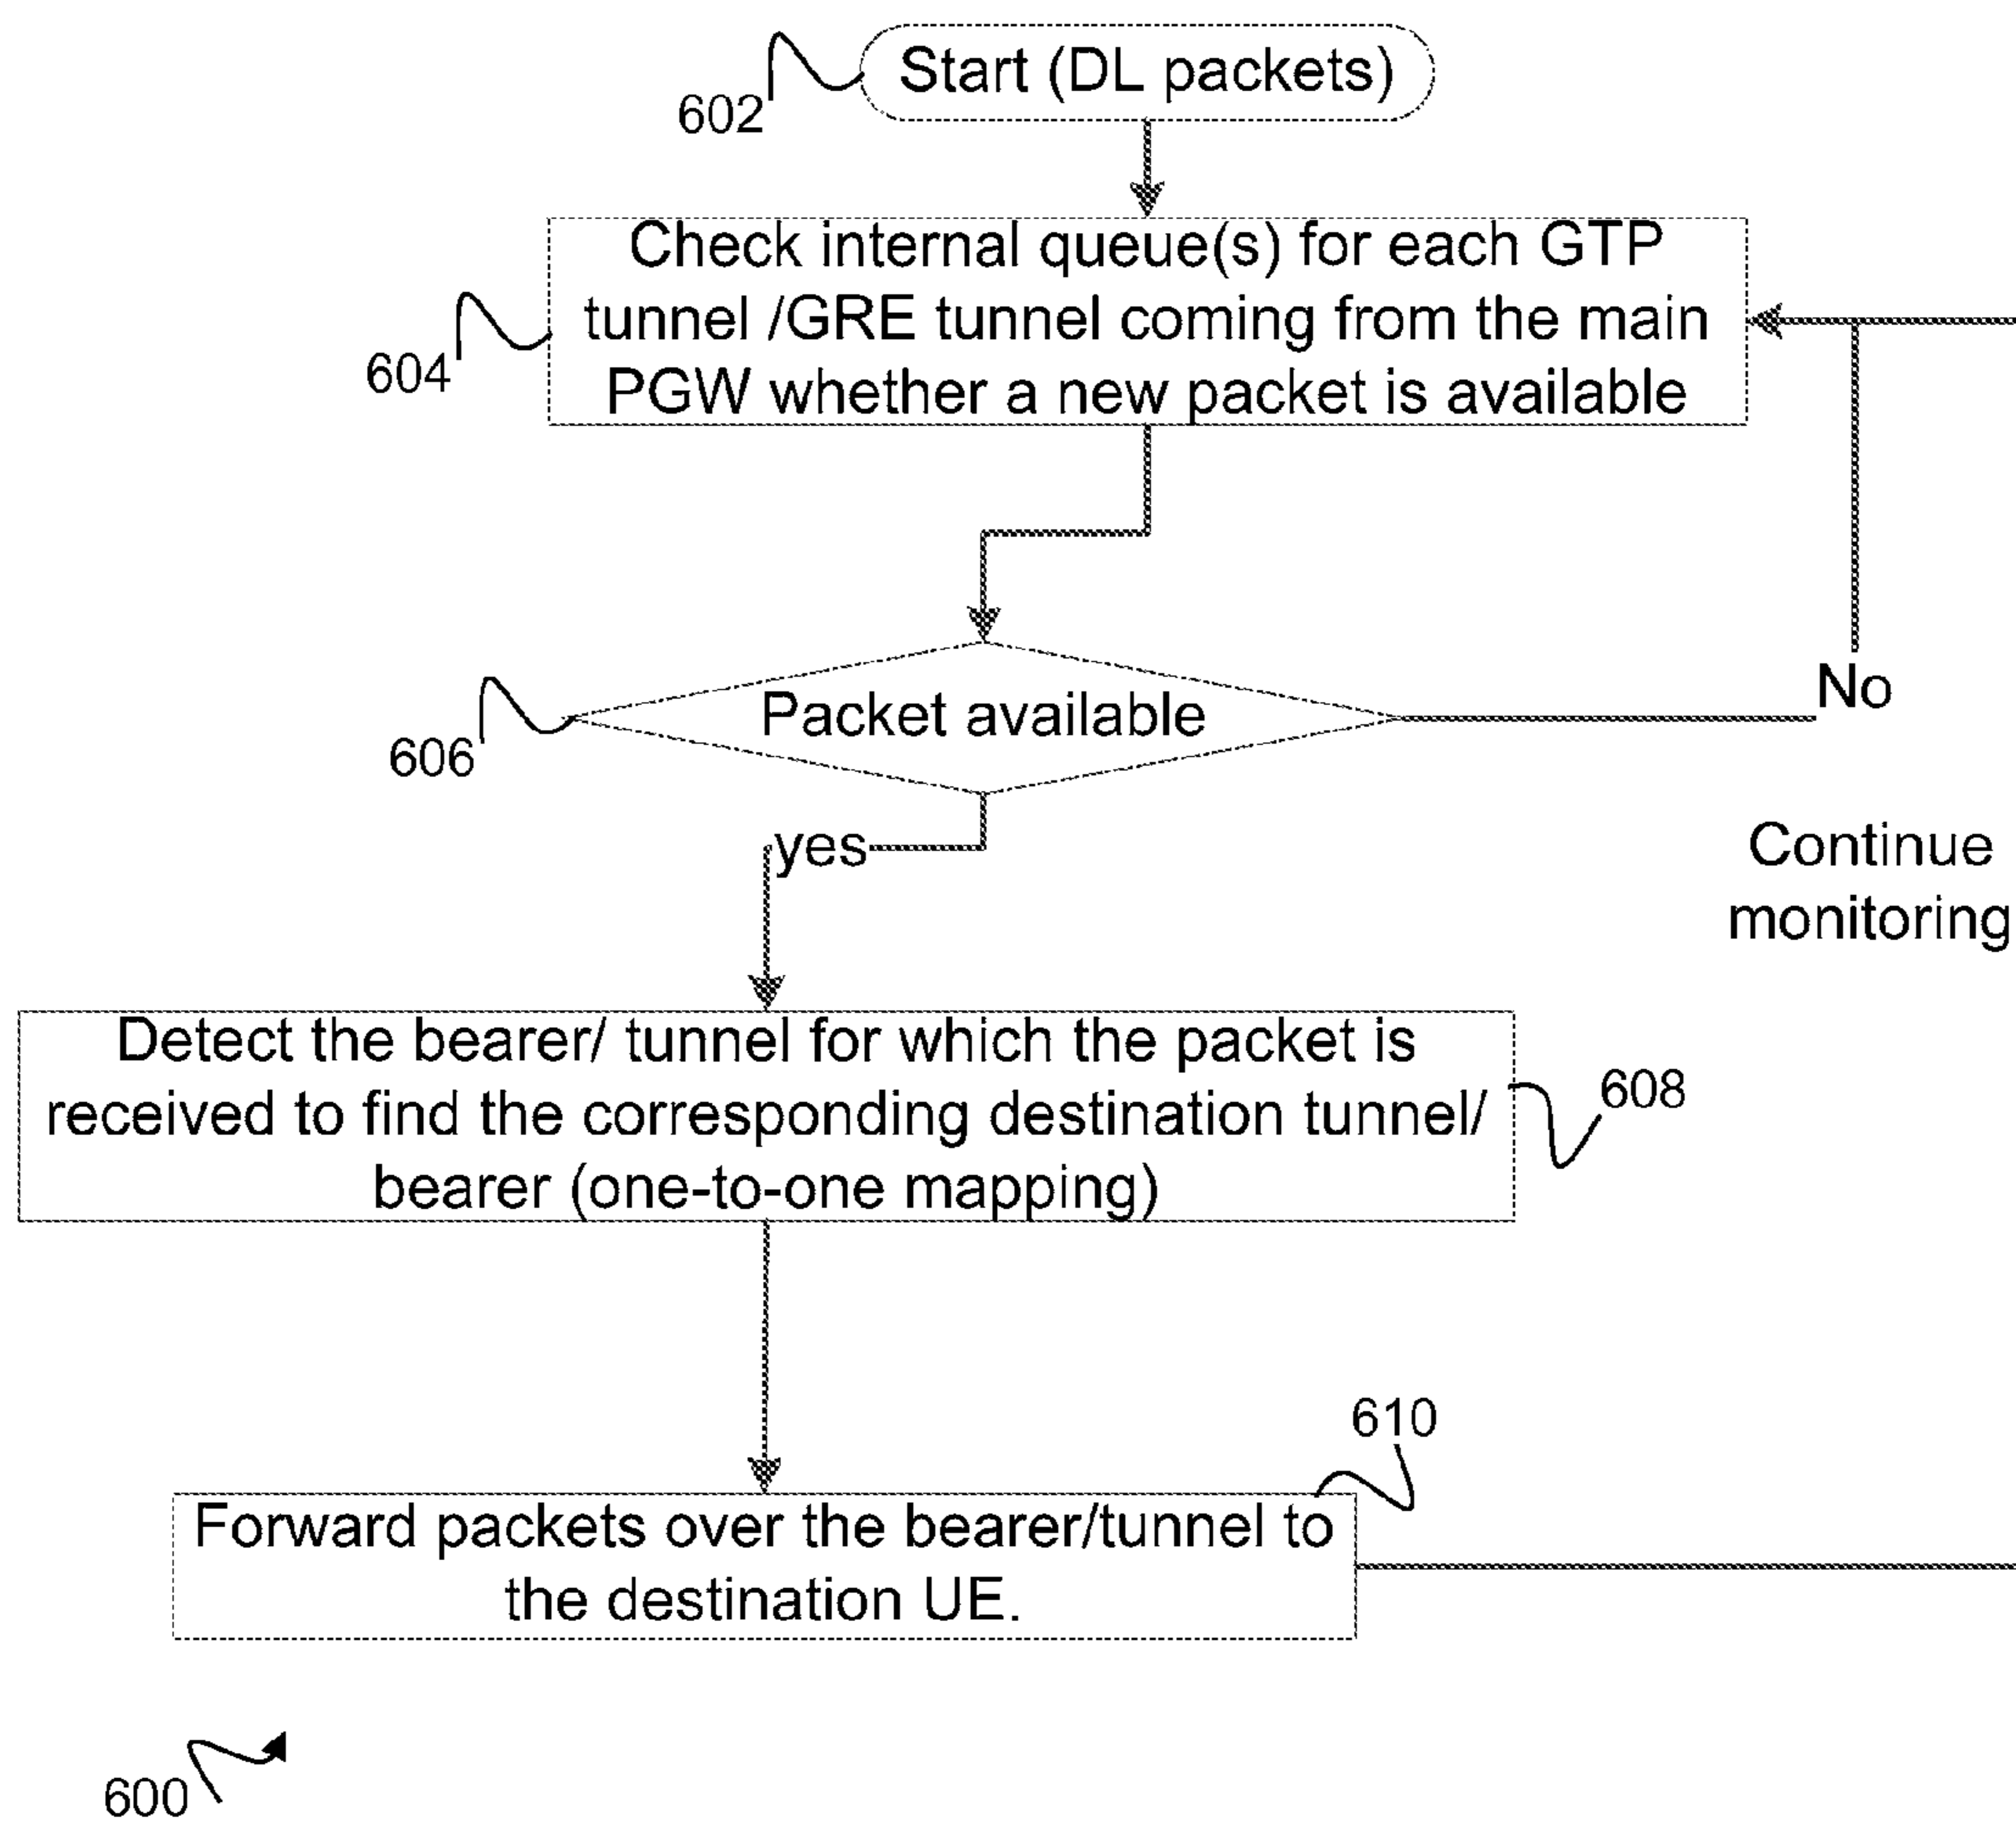 Start (DL packets)
602
Check internal queue(s) for each GTP
tunnel /GRE tunnel coming from the main
PGW whether a new packet is available
604
Packet available
No
606
yes
Continue
monitoring
Detect the bearer/ tunnel for which the packet is
received to find the corresponding destination tunnel/
bearer (one-to-one mapping)
608
610
Forward packets over the bearer/tunnel to
the destination UE.
600